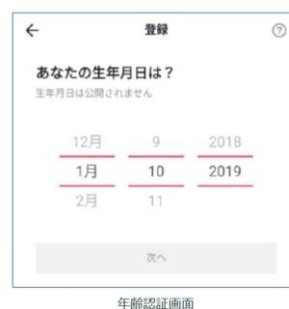 ← 登録 ?
あなたの生年月日は？
生年月日は公開されません
12月 9 2018
1月 10 2019
2月 11
次へ
年齢認証画面